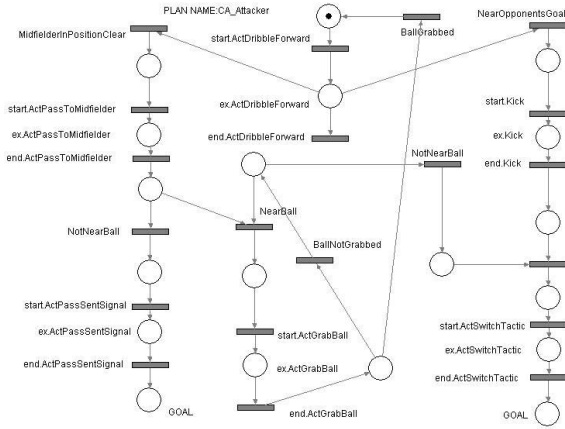 PLAN NAME:CA_Attacker
MidfielderInPositionClear
BallGrabbed
NearOpponentsGoal
start.ActDribbleForward
ex.ActDribbleForward
end.ActDribbleForward
start.ActPassToMidfielder
ex.ActPassToMidfielder
end.ActPassToMidfielder
start.Kick
ex.Kick
end.Kick
NotNearBall
NearBall
NotNearBall
BallNotGrabbed
start.ActPassSentSignal
ex.ActPassSentSignal
end.ActPassSentSignal
start.ActGrabBall
ex.ActGrabBall
end.ActGrabBall
start.ActSwitchTactic
ex.ActSwitchTactic
end.ActSwitchTactic
GOAL
GOAL